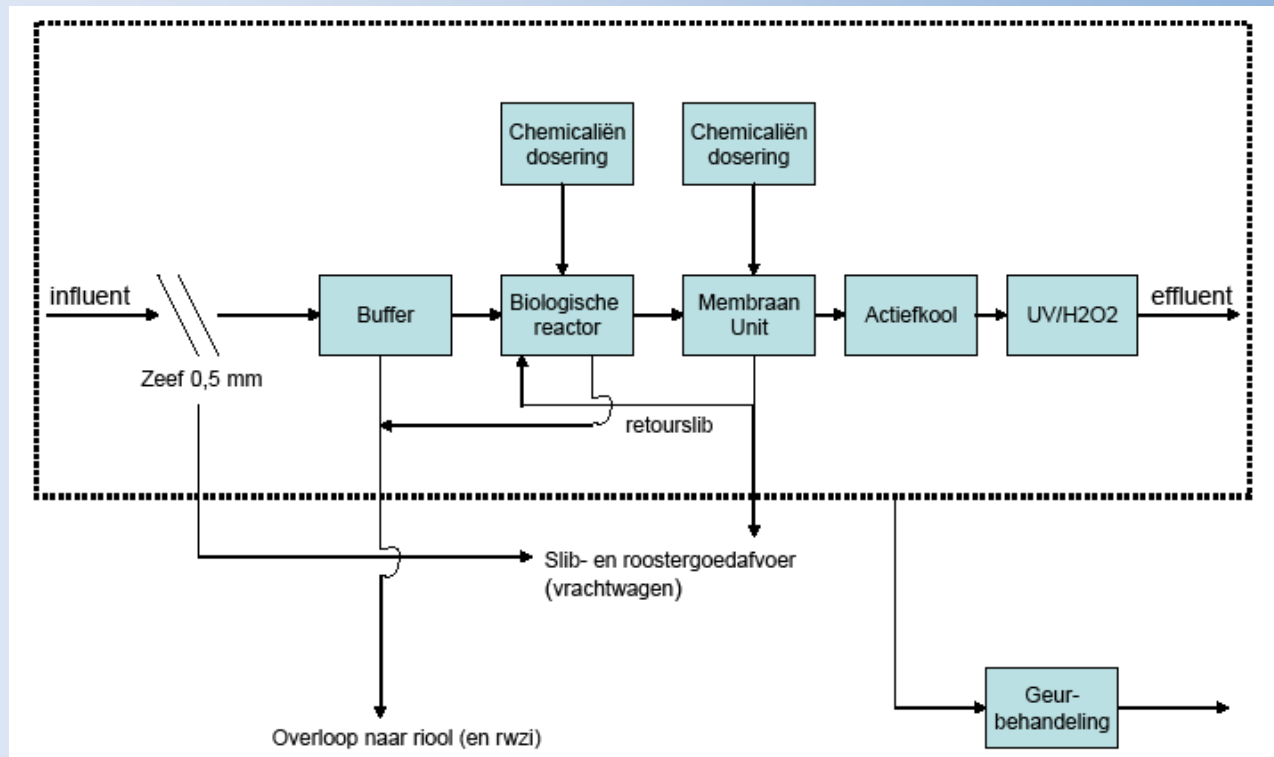 Chemicaliën
dosering
Chemicaliën
dosering
influent
Zeef 0,5 mm
Buffer
Biologische
reactor
Membraan
Unit
Actiefkool
UV/H2O2
effluent
retourslib
Slib- en roostergoedafvoer
(vrachtwagen)
Geur-
behandeling
Overloop naar riool (en rwzi)